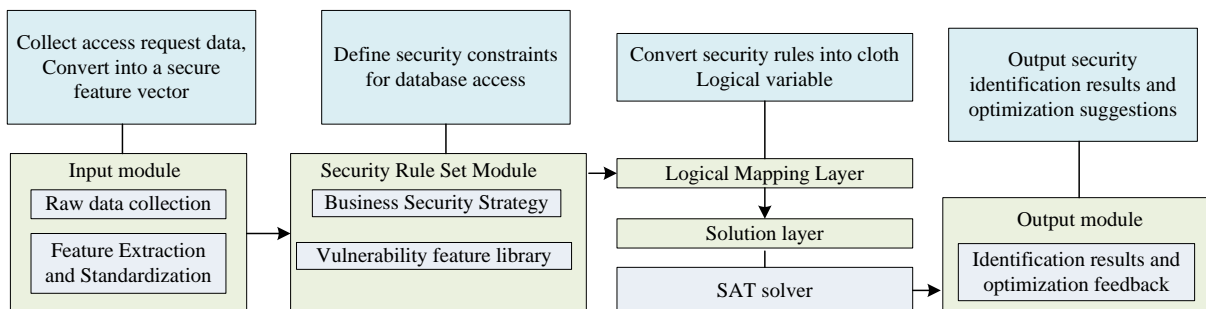 Collect access request data,
Convert into a secure
feature vector
Define security constraints
for database access
Convert security rules into cloth
Logical variable
Output security
identification results and
optimization suggestions
Input module
Raw data collection
Feature Extraction
and Standardization
Security Rule Set Module
Business Security Strategy
Vulnerability feature library
Logical Mapping Layer
Solution layer
SAT solver
Output module
Identification results and
optimization feedback